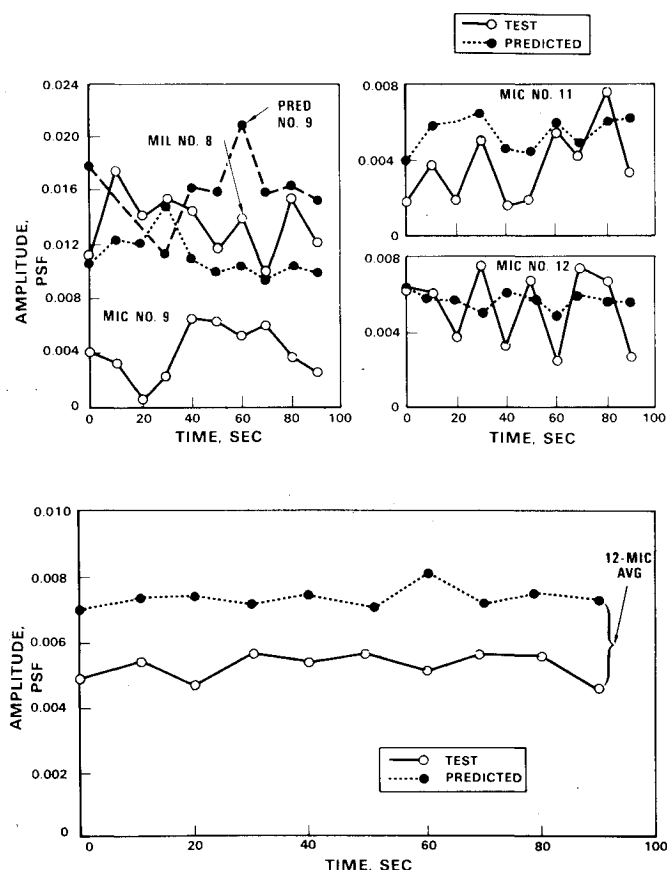 TEST
PREDICTED
0.024
0.020
0.016
0.012
0.008
0.004
0
AMPLITUDE,
PSF
PRED
NO. 9
MIL NO. 8
MIC NO. 9
0 20 40 60 80 100
TIME, SEC
MIC NO. 11
0.008
0.004
0
MIC NO. 12
0.008
0.004
0
0 20 40 60 80 100
TIME, SEC
0.010
0.008
0.006
0.004
0.002
0
AMPLITUDE,
PSF
12-MIC
AVG
TEST
PREDICTED
0 20 40 60 80 100
TIME, SEC